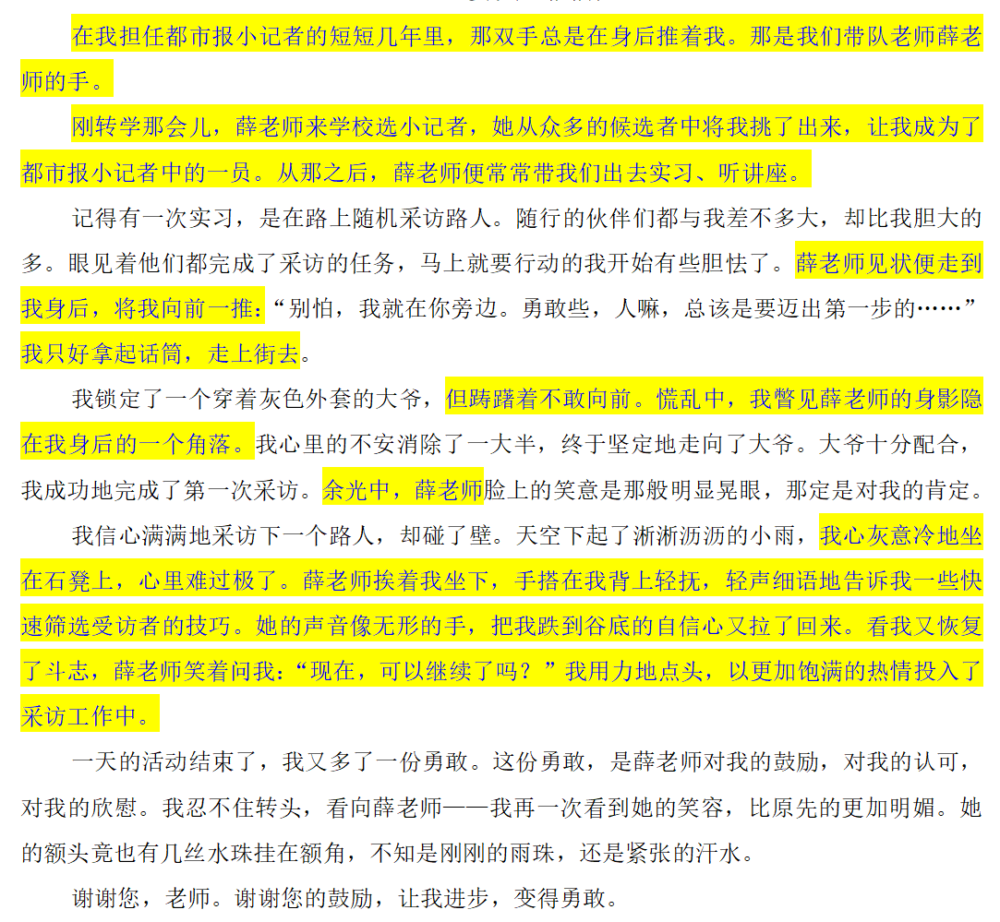 在我担任都市报小记者的短短几年里，那双手总是在身后推着我。那是我们带队老师薛老
师的手。
刚转学那会儿，薛老师来学校选小记者，她从众多的候选者中将我挑了出来，让我成为了
都市报小记者中的一员。从那之后，薛老师便常常带我们出去实习、听讲座。
记得有一次实习，是在路上随机采访路人。随行的伙伴们都与我差不多大，却比我胆大的
多。眼见着他们都完成了采访的任务，马上就要行动的我开始有些胆怯了。薛老师见状便走到
我身后，将我向前一推：“别怕，我就在你旁边。勇敢些，人嘛，总该是要迈出第一步的……”
我只好拿起话筒，走上街去。
我锁定了一个穿着灰色外套的大爷，但踌躇着不敢向前。慌乱中，我瞥见薛老师的身影隐
在我身后的一个角落。我心里的不安消除了一大半，终于坚定地走向了大爷。大爷十分配合，
我成功地完成了第一次采访。余光中，薛老师脸上的笑意是那般明显晃眼，那定是对我的肯定。
我信心满满地采访下一个路人，却碰了壁。天空下起了淅淅沥沥的小雨，我心灰意冷地坐
在石凳上，心里难过极了。薛老师挨着我坐下，手搭在我背上轻抚，轻声细语地告诉我一些快
速筛选受访者的技巧。她的声音像无形的手，把我跌到谷底的自信心又拉了回来。看我又恢复
了斗志，薛老师笑着问我：“现在，可以继续了吗？”我用力地点头，以更加饱满的热情投入了
采访工作中。
一天的活动结束了，我又多了一份勇敢。这份勇敢，是薛老师对我的鼓励，对我的认可，
对我的欣慰。我忍不住转头，看向薛老师——我再一次看到她的笑容，比原先的更加明媚。她
的额头竟也有几丝水珠挂在额角，不知是刚刚的雨珠，还是紧张的汗水。
谢谢您，老师。谢谢您的鼓励，让我进步，变得勇敢。